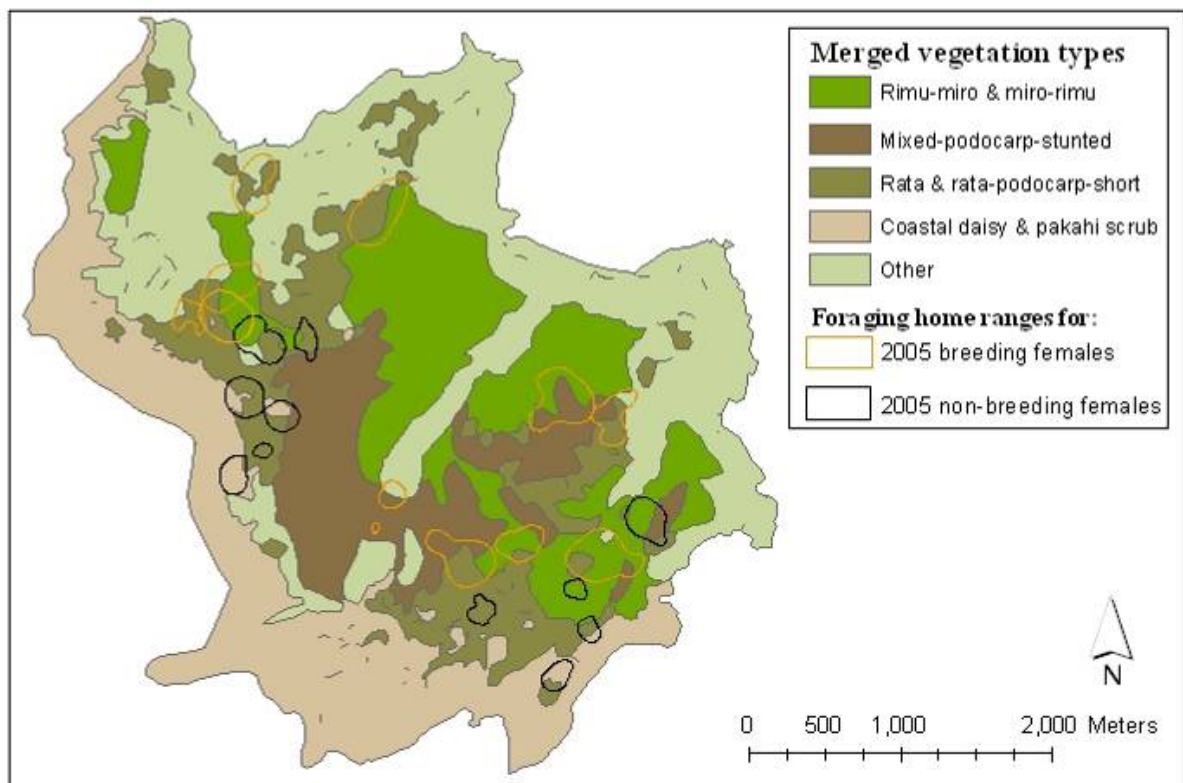 Merged vegetation types
Rimu-miro & miro-rimu
Mixed-podocarp-stunted
Rata & rata-podocarp-short
Coastal daisy & pakahi scrub
Other
Foraging home ranges for:
2005 breeding females
2005 non-breeding females
N
0 500 1,000 2,000 Meters